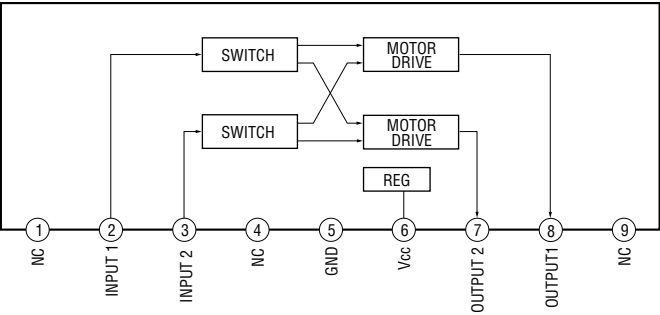 SWITCH
MOTOR
DRIVE
SWITCH
MOTOR
DRIVE
REG
1
2
3
4
5
6
7
8
9
NC
INPUT 1
INPUT 2
NC
GND
Vcc
OUTPUT 2
OUTPUT1
NC